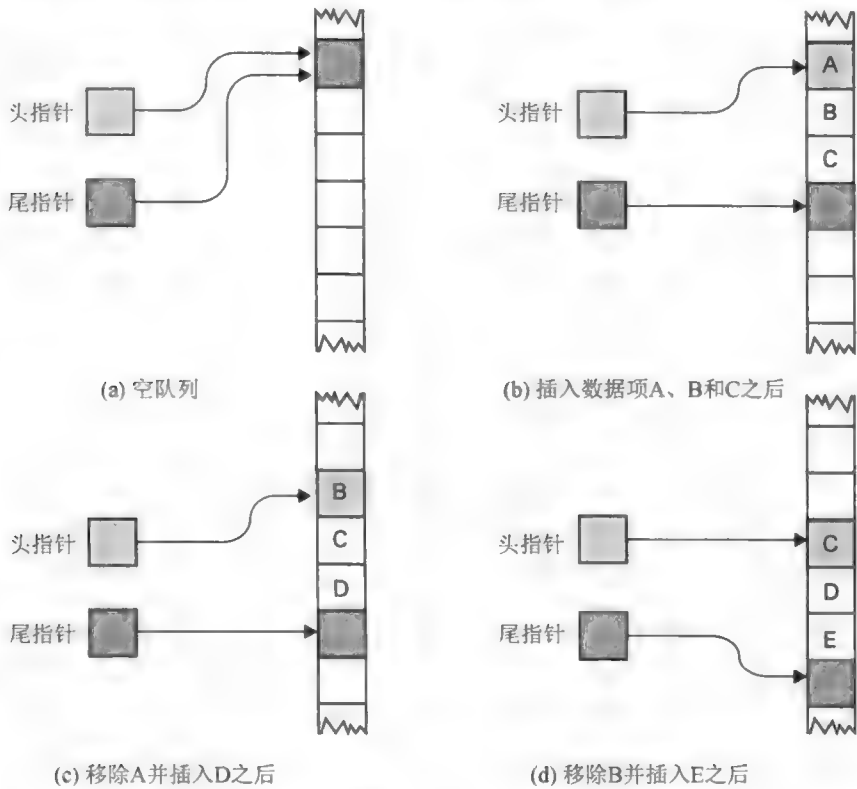 头指针
尾指针
(a) 空队列
头指针
尾指针
A
B
C
(b) 插入数据项A、B和C之后
头指针
尾指针
B
C
D
(c) 移除A并插入D之后
头指针
尾指针
C
D
E
(d) 移除B并插入E之后